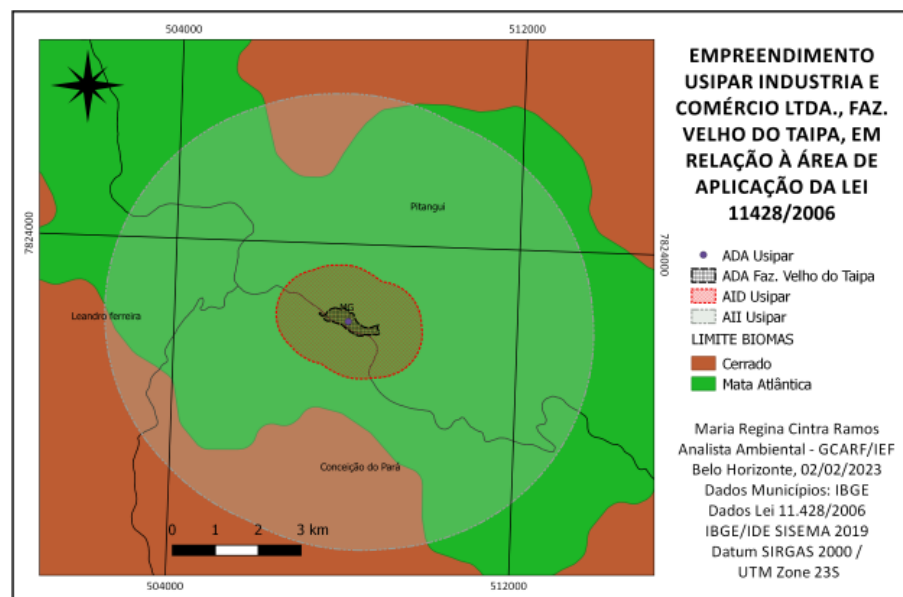 504000
512000
EMPREENDIMENTO
USIPAR INDUSTRIA E
COMÉRCIO LTDA., FAZ.
VELHO DO TAIPA, EM
RELAÇÃO À ÁREA DE
APLICAÇÃO DA LEI
11428/2006
Pitangui
7824000
7824000
ADA Usipar
ADA Faz. Velho do Taipa
AID Usipar
AII Usipar
LIMITE BIOMAS
Cerrado
Mata Atlântica
MG
Leandro ferreira
Conceição do Pará
Maria Regina Cintra Ramos
Analista Ambiental - GCARF/IEF
Belo Horizonte, 02/02/2023
Dados Municípios: IBGE
Dados Lei 11.428/2006
IBGE/IDE SISEMA 2019
Datum SIRGAS 2000 /
UTM Zone 23S
0 1 2 3 km
504000
512000